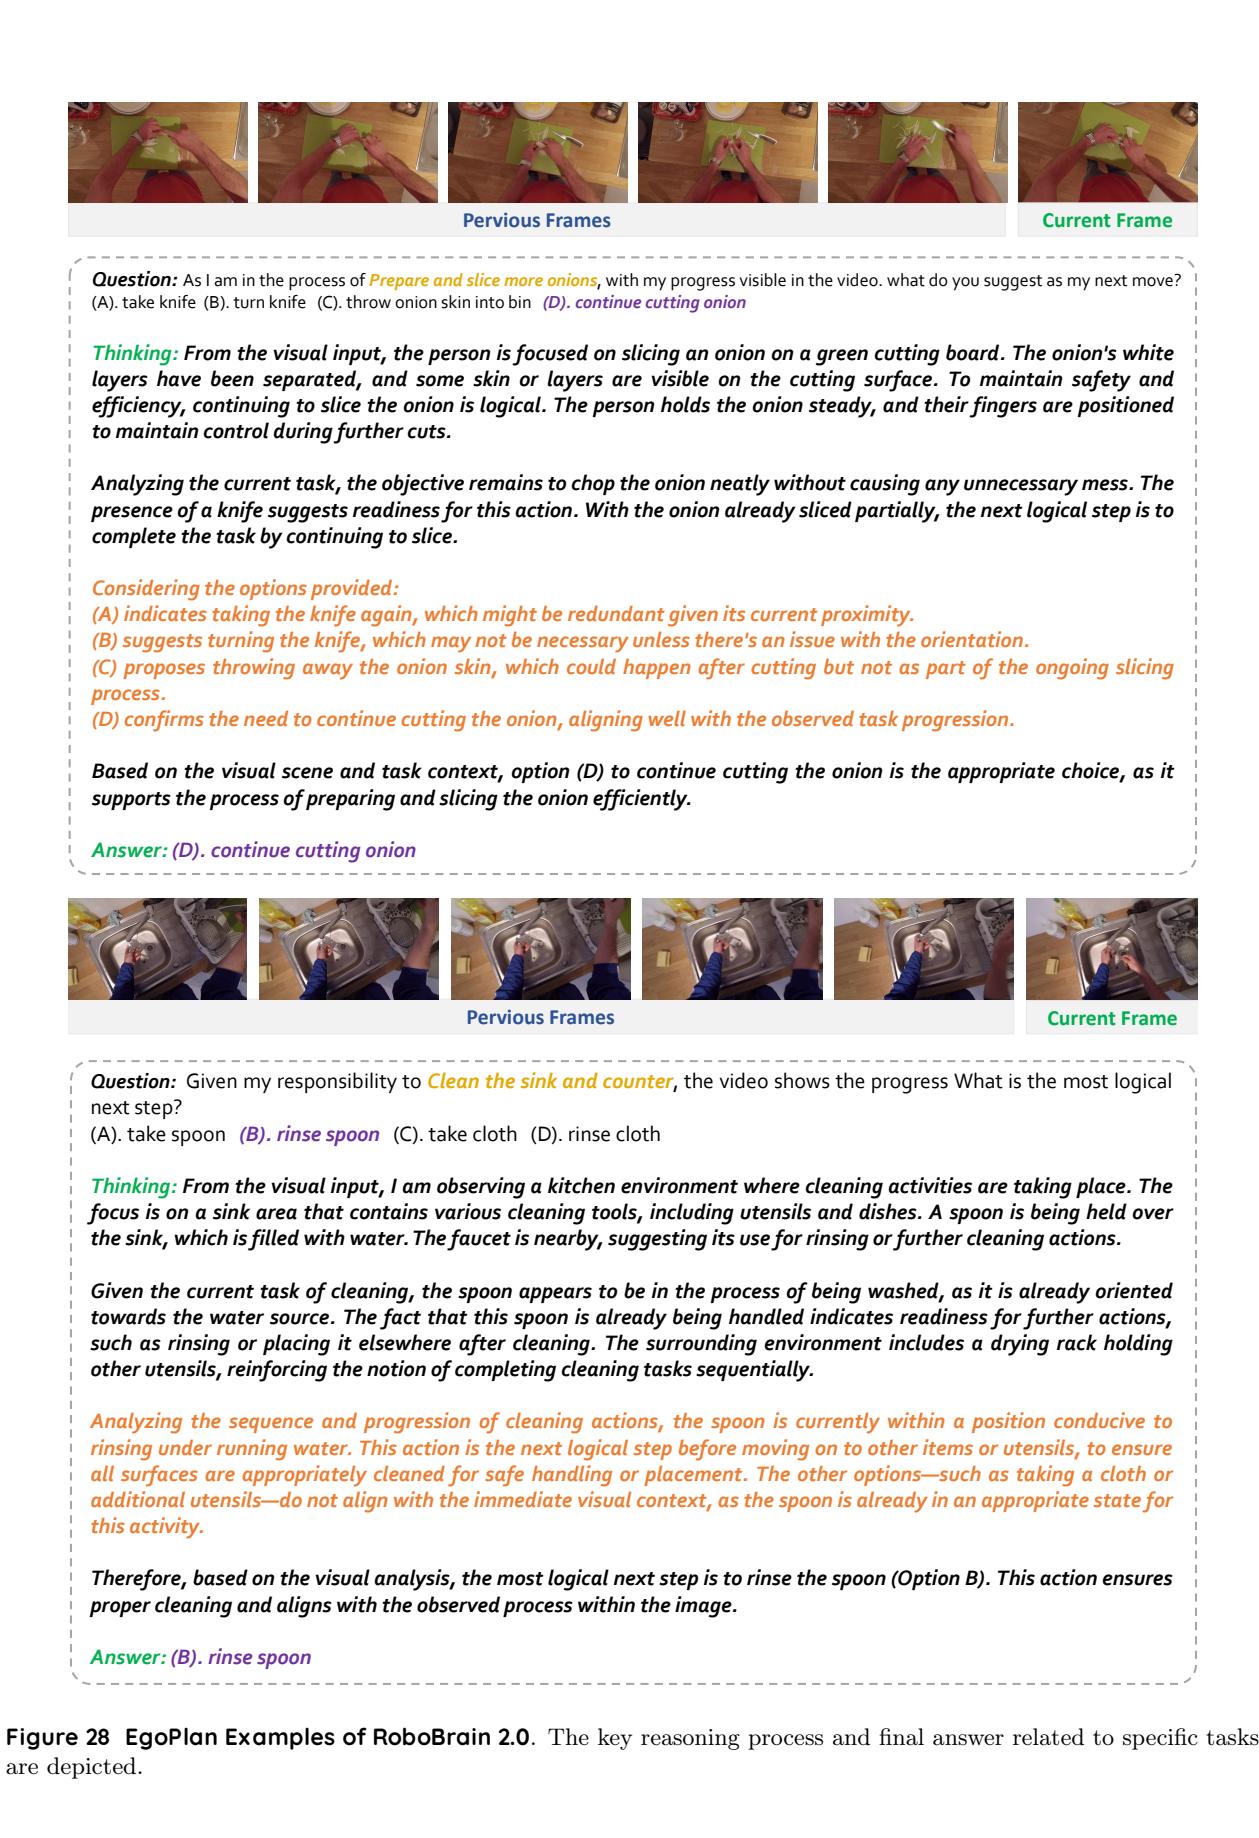 Pervious Frames
Current Frame
Question: As I am in the process of Prepare and slice more onions, with my progress visible in the video. what do you suggest as my next move?
(A). take knife (B). turn knife (C). throw onion skin into bin (D). continue cutting onion
Thinking: From the visual input, the person is focused on slicing an onion on a green cutting board. The onion's white
layers have been separated, and some skin or layers are visible on the cutting surface. To maintain safety and
efficiency, continuing to slice the onion is logical. The person holds the onion steady, and their fingers are positioned
to maintain control during further cuts.
Analyzing the current task, the objective remains to chop the onion neatly without causing any unnecessary mess. The
presence of a knife suggests readiness for this action. With the onion already sliced partially, the next logical step is to
complete the task by continuing to slice.
Considering the options provided:
(A) indicates taking the knife again, which might be redundant given its current proximity.
(B) suggests turning the knife, which may not be necessary unless there's an issue with the orientation.
(C) proposes throwing away the onion skin, which could happen after cutting but not as part of the ongoing slicing
process.
(D) confirms the need to continue cutting the onion, aligning well with the observed task progression.
Based on the visual scene and task context, option (D) to continue cutting the onion is the appropriate choice, as it
supports the process of preparing and slicing the onion efficiently.
Answer: (D). continue cutting onion
Pervious Frames
Current Frame
Question: Given my responsibility to Clean the sink and counter, the video shows the progress What is the most logical
next step?
(A). take spoon (B). rinse spoon (C). take cloth (D). rinse cloth
Thinking: From the visual input, I am observing a kitchen environment where cleaning activities are taking place. The
focus is on a sink area that contains various cleaning tools, including utensils and dishes. A spoon is being held over
the sink, which is filled with water. The faucet is nearby, suggesting its use for rinsing or further cleaning actions.
Given the current task of cleaning, the spoon appears to be in the process of being washed, as it is already oriented
towards the water source. The fact that this spoon is already being handled indicates readiness for further actions,
such as rinsing or placing it elsewhere after cleaning. The surrounding environment includes a drying rack holding
other utensils, reinforcing the notion of completing cleaning tasks sequentially.
Analyzing the sequence and progression of cleaning actions, the spoon is currently within a position conducive to
rinsing under running water. This action is the next logical step before moving on to other items or utensils, to ensure
all surfaces are appropriately cleaned for safe handling or placement. The other options—such as taking a cloth or
additional utensils—do not align with the immediate visual context, as the spoon is already in an appropriate state for
this activity.
Therefore, based on the visual analysis, the most logical next step is to rinse the spoon (Option B). This action ensures
proper cleaning and aligns with the observed process within the image.
Answer: (B). rinse spoon
Figure 28 EgoPlan Examples of RoboBrain 2.0. The key reasoning process and final answer related to specific tasks
are depicted.